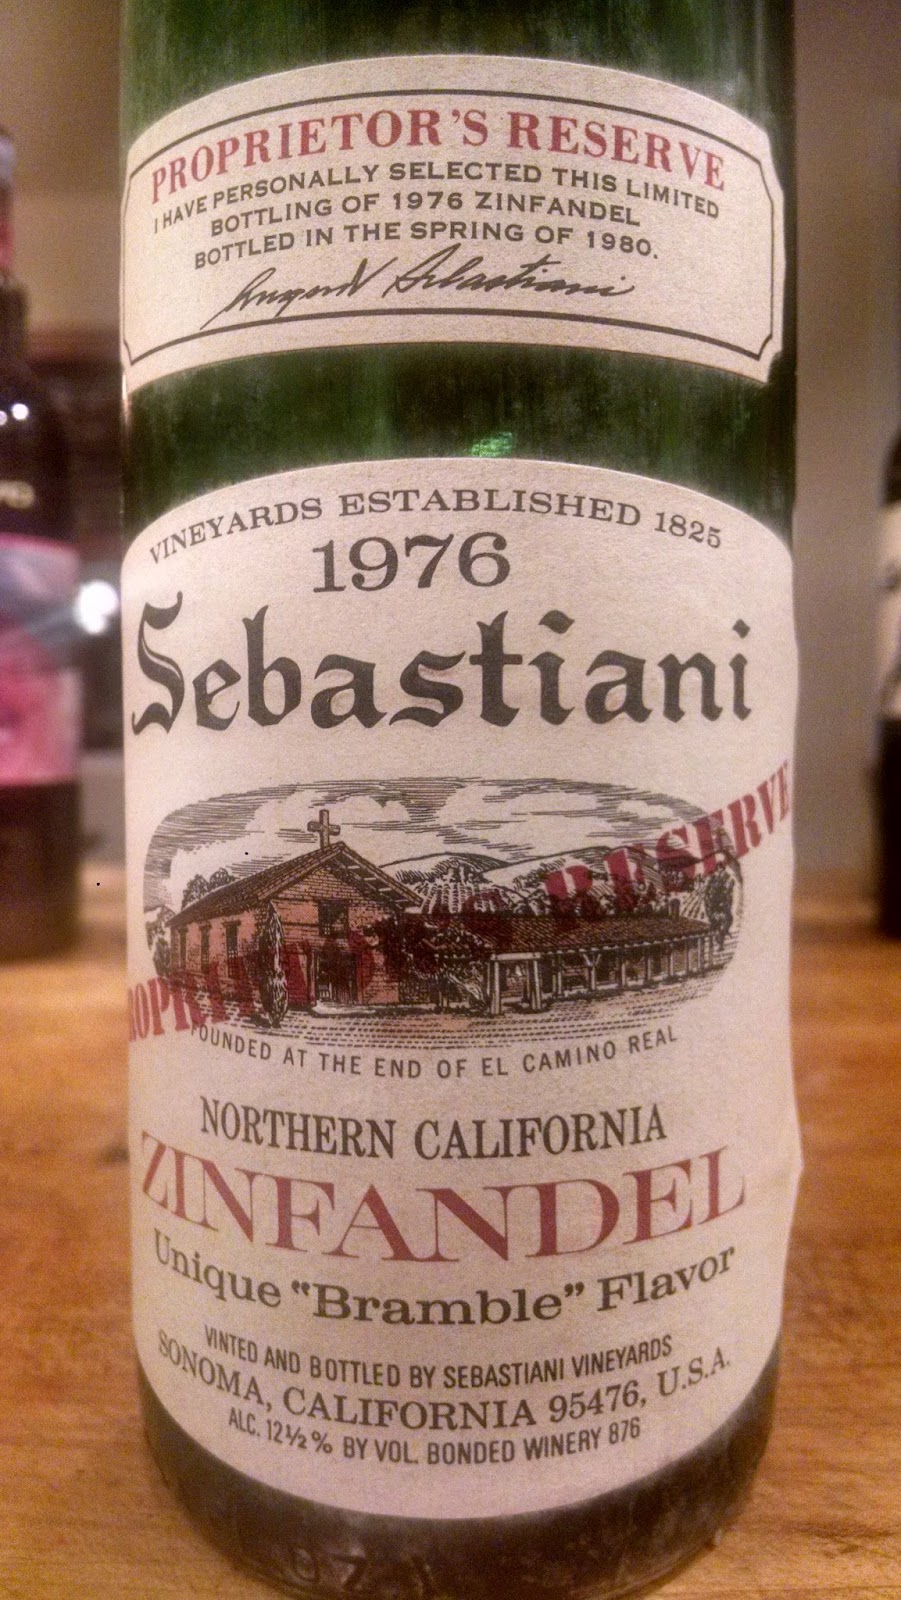 PROPRIETOR'S RESERVE
I HAVE PERSONALLY SELECTED THIS LIMITED
BOTTLING OF 1976 ZINFANDEL
BOTTLED IN THE SPRING OF 1980.
August Sebastiani
VINEYARDS ESTABLISHED 1825
1976
Sebastiani
RESERVE
FOUNDED AT THE END OF EL CAMINO REAL
NORTHERN CALIFORNIA
ZINFANDEL
Unique "Bramble" Flavor
VINTED AND BOTTLED BY SEBASTIANI VINEYARDS
SONOMA, CALIFORNIA 95476, U.S.A.
ALC. 12½% BY VOL. BONDED WINERY 876